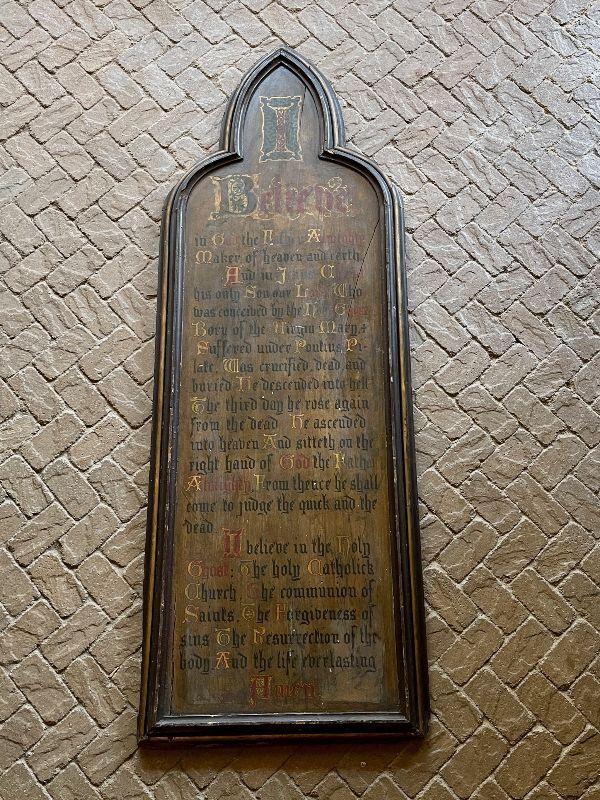 I
Believe
in God the Father Almighty
Maker of heaven and earth,
And in Jesus
his only Son our Lord Who
was conceived by the Holy Ghost
Born of the Virgin Mary,
Suffered under Pontius Pi-
late, Was crucified, dead and
buried He descended into hell
The third day he rose again
from the dead He ascended
into heaven And sitteth on the
right hand of God the Father
Almighty From thence he shall
come to judge the quick and the
dead
I believe in the Holy
Ghost; The holy Catholick
Church, The communion of
Saints, The Forgiveness of
sins The Resurrection of the
body, And the life everlasting
Amen